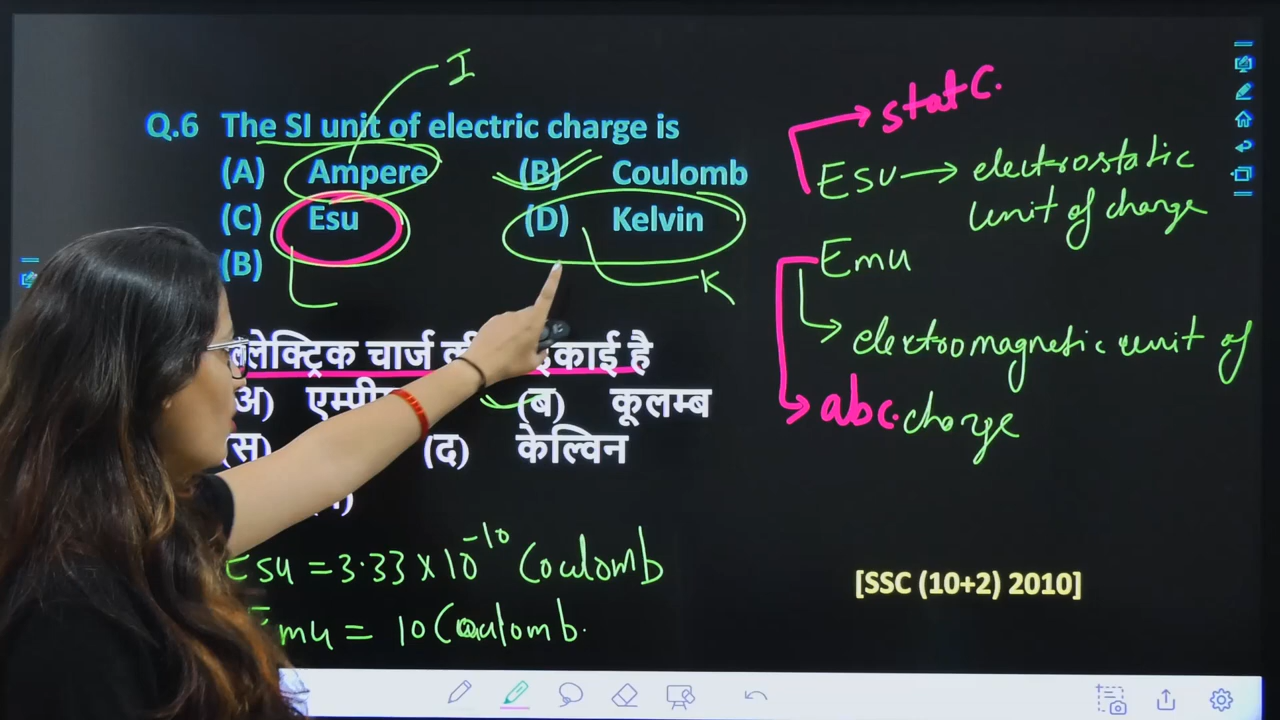 I
Q.6 The SI unit of electric charge is
(A) Ampere (B) Coulomb
(C) Esu (D) Kelvin
(B)
K
statC.
Esu → electrostatic
unit of charge
Emu
electromagnetic unit of
abc. charge
चार्ज है
अ) (ब) कूलम्ब
(स) (द) केल्विन
Esu = 3.33 × 10⁻¹⁰ Coulomb
Emu = 10 Coulomb.
[SSC (10+2) 2010]